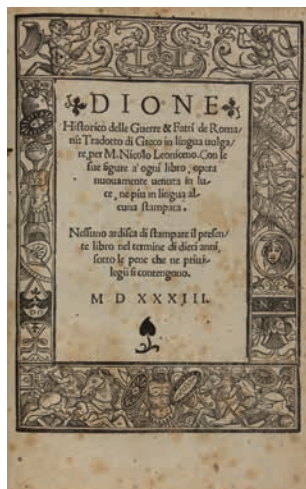 DIONE
Historico delle Guerre & Fatti de Roma/
ni: Tradotto di Greco in lingua uulga/
re, per M. Nicolo Leoniceno. Con le
sue figure a' ogni libro, opera
nuouamente uenuta in lu/
ce, ne piu in lingua al/
cuna stampata.
Nessuno ardisca di stampare il presen/
te libro nel termine di dieci anni,
sotto le pene che ne priui/
legii si contengono.
M D XXXIII.